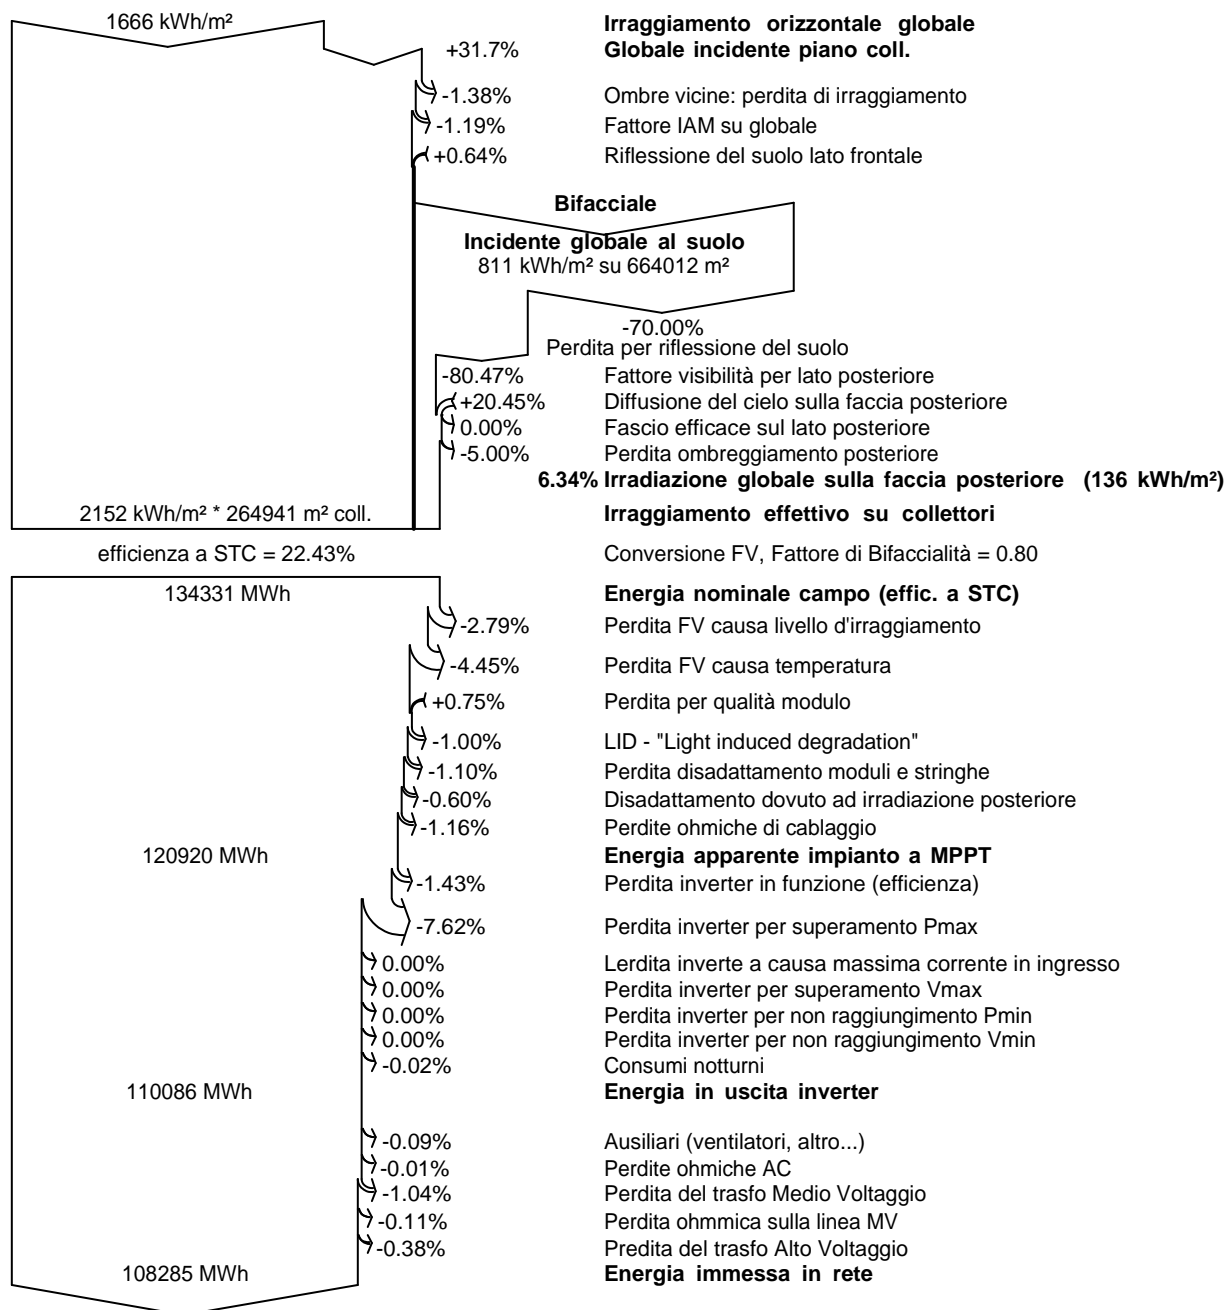 1666 kWh/m² Irraggiamento orizzontale globale
+31.7% Globale incidente piano coll.
-1.38% Ombre vicine: perdita di irraggiamento
-1.19% Fattore IAM su globale
+0.64% Riflessione del suolo lato frontale
Bifacciale
Incidente globale al suolo
811 kWh/m² su 664012 m²
-70.00%
Perdita per riflessione del suolo
-80.47% Fattore visibilità per lato posteriore
+20.45% Diffusione del cielo sulla faccia posteriore
0.00% Fascio efficace sul lato posteriore
-5.00% Perdita ombreggiamento posteriore
6.34% Irradiazione globale sulla faccia posteriore (136 kWh/m²)
2152 kWh/m² * 264941 m² coll. Irraggiamento effettivo su collettori
efficienza a STC = 22.43% Conversione FV, Fattore di Bifaccialità = 0.80
134331 MWh Energia nominale campo (effic. a STC)
-2.79% Perdita FV causa livello d'irraggiamento
-4.45% Perdita FV causa temperatura
+0.75% Perdita per qualità modulo
-1.00% LID - "Light induced degradation"
-1.10% Perdita disadattamento moduli e stringhe
-0.60% Disadattamento dovuto ad irradiazione posteriore
-1.16% Perdite ohmiche di cablaggio
120920 MWh Energia apparente impianto a MPPT
-1.43% Perdita inverter in funzione (efficienza)
-7.62% Perdita inverter per superamento Pmax
0.00% Lerdita inverte a causa massima corrente in ingresso
0.00% Perdita inverter per superamento Vmax
0.00% Perdita inverter per non raggiungimento Pmin
0.00% Perdita inverter per non raggiungimento Vmin
-0.02% Consumi notturni
110086 MWh Energia in uscita inverter
-0.09% Ausiliari (ventilatori, altro...)
-0.01% Perdite ohmiche AC
-1.04% Perdita del trasfo Medio Voltaggio
-0.11% Perdita ohmmica sulla linea MV
-0.38% Predita del trasfo Alto Voltaggio
108285 MWh Energia immessa in rete